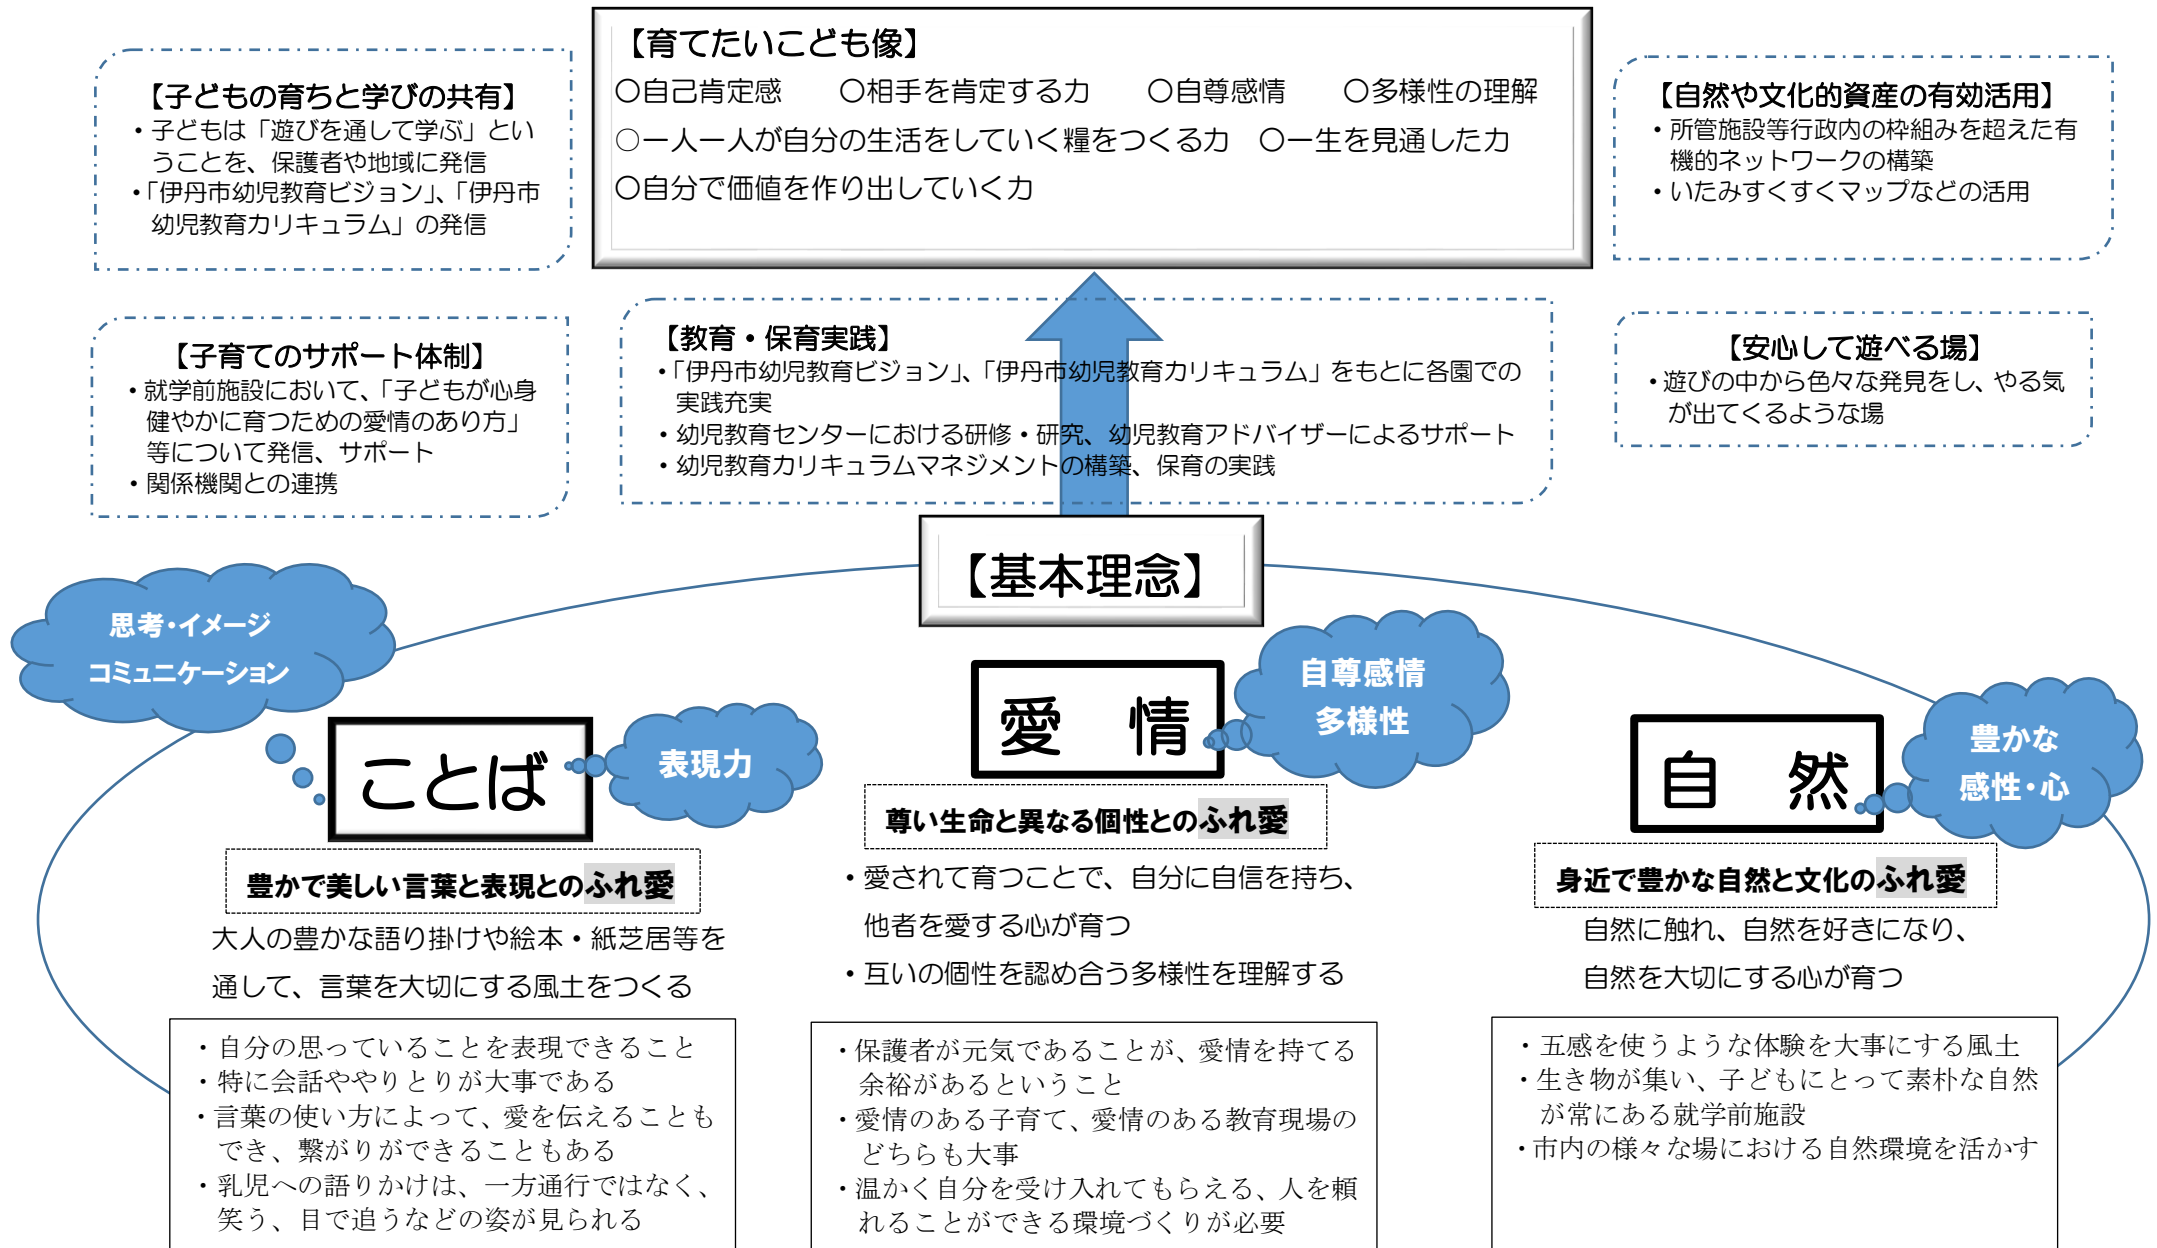 【育てたいこども像】
〇自己肯定感　〇相手を肯定する力　〇自尊感情　〇多様性の理解
○一人一人が自分の生活をしていく糧をつくる力　〇一生を見通した力
〇自分で価値を作り出していく力
【子どもの育ちと学びの共有】
・子どもは「遊びを通して学ぶ」とい
うことを、保護者や地域に発信
・「伊丹市幼児教育ビジョン」、「伊丹市
幼児教育カリキュラム」の発信
【自然や文化的資産の有効活用】
・所管施設等行政内の枠組みを超えた有
機的ネットワークの構築
・いたみすくすくマップなどの活用
【子育てのサポート体制】
・就学前施設において、「子どもが心身
健やかに育つための愛情のあり方」
等について発信、サポート
・関係機関との連携
【教育・保育実践】
・「伊丹市幼児教育ビジョン」、「伊丹市幼児教育カリキュラム」をもとに各園での
実践充実
・幼児教育センターにおける研修・研究、幼児教育アドバイザーによるサポート
・幼児教育カリキュラムマネジメントの構築、保育の実践
【安心して遊べる場】
・遊びの中から色々な発見をし、やる気
が出てくるような場
【基本理念】
思考・イメージ
コミュニケーション
ことば
表現力
豊かで美しい言葉と表現とのふれ愛
大人の豊かな語り掛けや絵本・紙芝居等を
通して、言葉を大切にする風土をつくる
・自分の思っていることを表現できること
・特に会話ややりとりが大事である
・言葉の使い方によって、愛を伝えることも
でき、繋がりができることもある
・乳児への語りかけは、一方通行ではなく、
笑う、目で追うなどの姿が見られる
愛　情
自尊感情
多様性
尊い生命と異なる個性とのふれ愛
・愛されて育つことで、自分に自信を持ち、
他者を愛する心が育つ
・互いの個性を認め合う多様性を理解する
・保護者が元気であることが、愛情を持てる
余裕があるということ
・愛情のある子育て、愛情のある教育現場の
どちらも大事
・温かく自分を受け入れてもらえる、人を頼
れることができる環境づくりが必要
自　然
豊かな
感性・心
身近で豊かな自然と文化のふれ愛
自然に触れ、自然を好きになり、
自然を大切にする心が育つ
・五感を使うような体験を大事にする風土
・生き物が集い、子どもにとって素朴な自然
が常にある就学前施設
・市内の様々な場における自然環境を活かす